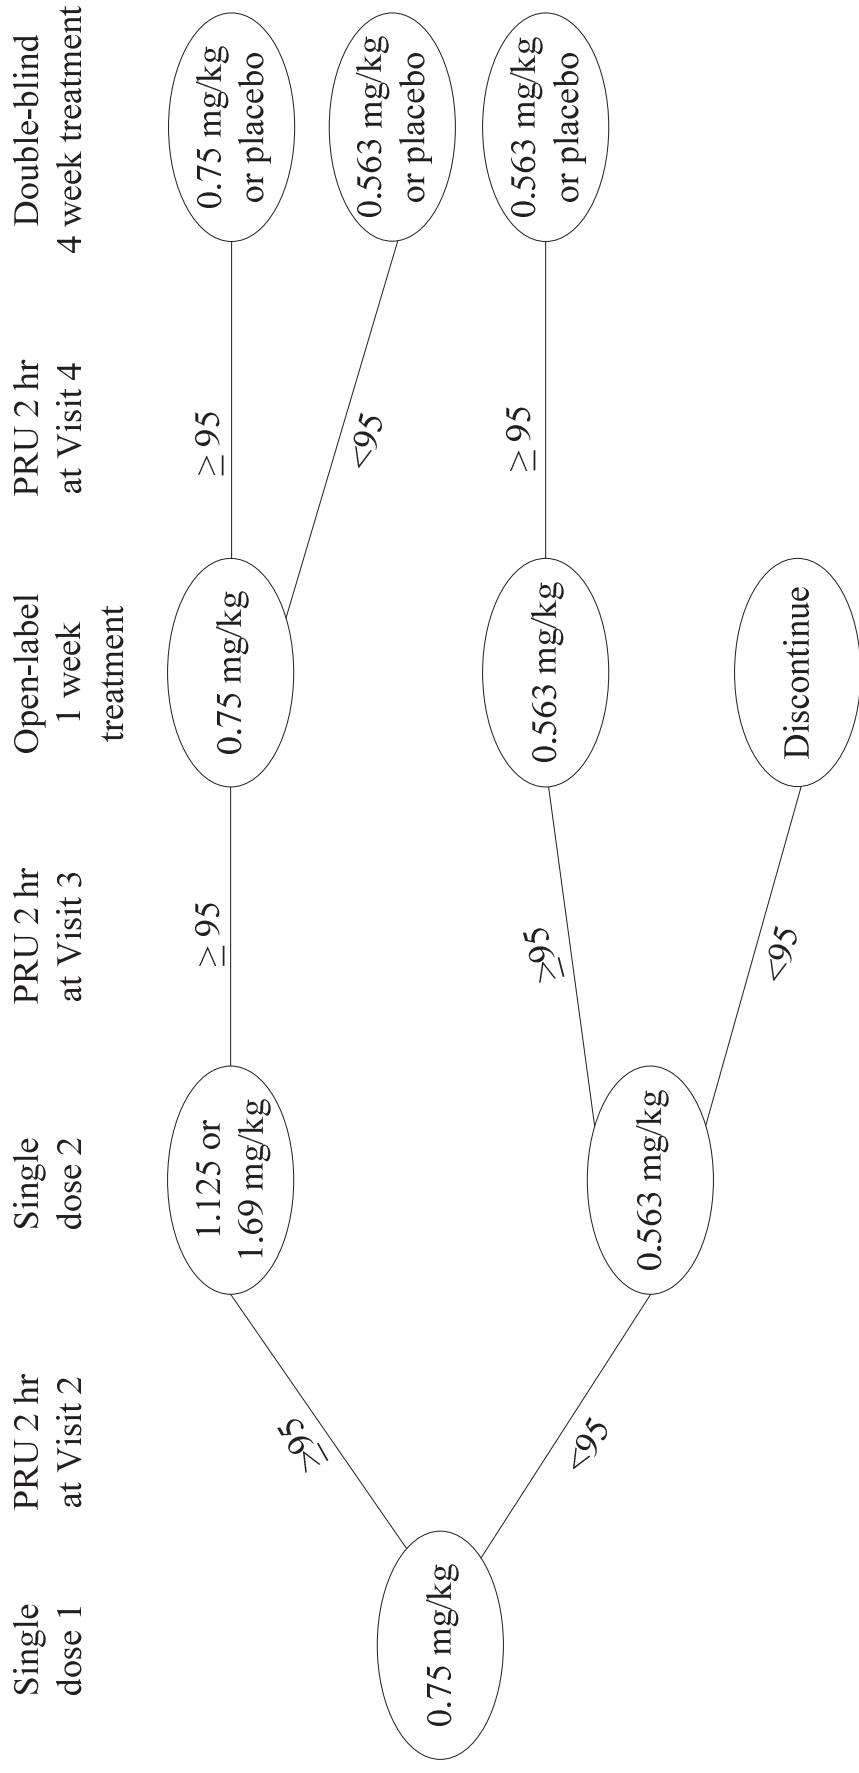 Single
dose 1
PRU 2 hr
at Visit 2
Single
dose 2
PRU 2 hr
at Visit 3
Open-label
1 week
treatment
PRU 2 hr
at Visit 4
Double-blind
4 week treatment
0.75 mg/kg
≥95
<95
1.125 or
1.69 mg/kg
0.563 mg/kg
≥95
≥95
<95
0.75 mg/kg
0.563 mg/kg
Discontinue
≥95
<95
≥95
0.75 mg/kg
or placebo
0.563 mg/kg
or placebo
0.563 mg/kg
or placebo